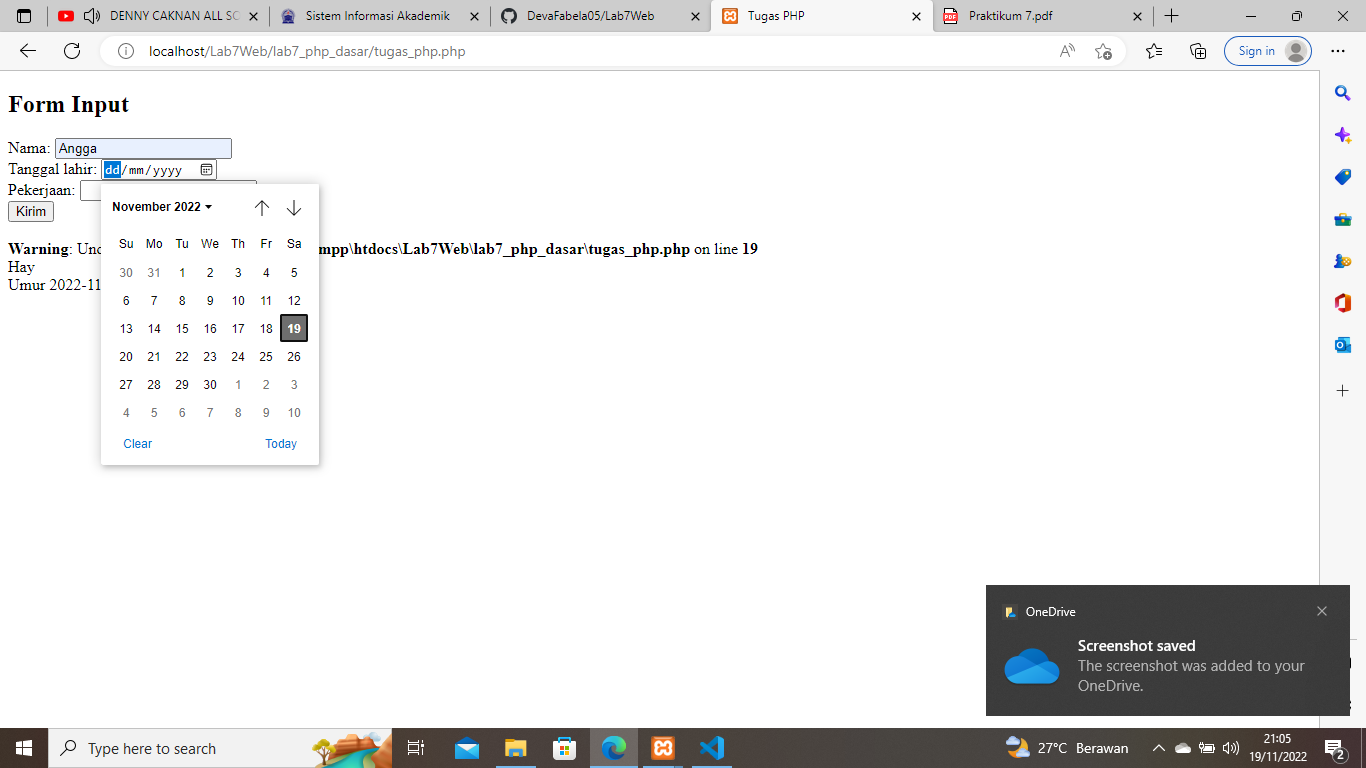 DENNY CAKNAN ALL SO
Sistem Informasi Akademik
DevaFabela05/Lab7Web
Tugas PHP
PDF
Praktikum 7.pdf
localhost/Lab7Web/lab7_php_dasar/tugas_php.php
Sign in
Form Input
Nama: Angga
Tanggal lahir: dd/mm/yyyy
Pekerjaan:
Kirim
November 2022
Su Mo Tu We Th Fr Sa
30 31 1 2 3 4 5
6 7 8 9 10 11 12
13 14 15 16 17 18 19
20 21 22 23 24 25 26
27 28 29 30 1 2 3
4 5 6 7 8 9 10
Clear Today
Warning: Und mpp\htdocs\Lab7Web\lab7_php_dasar\tugas_php.php on line 19
Hay
Umur 2022-11
OneDrive
Screenshot saved
The screenshot was added to your
OneDrive.
Type here to search
27°C Berawan
21:05
19/11/2022
2